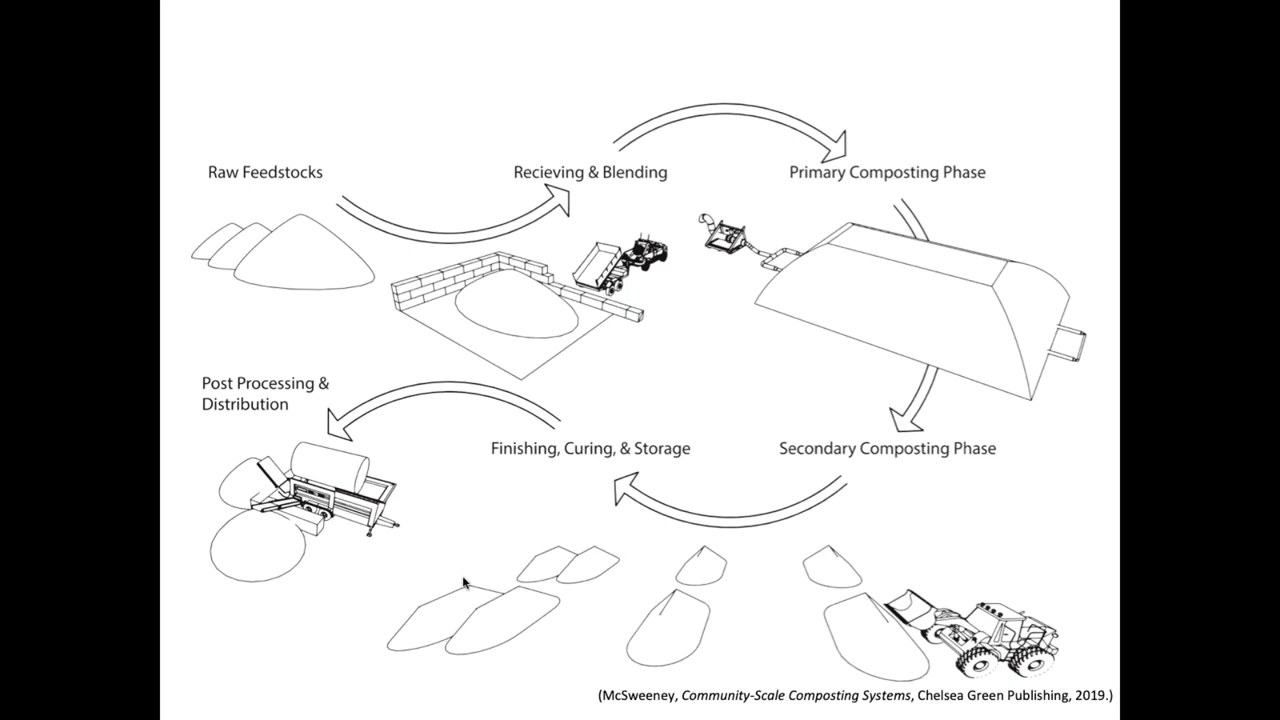 Raw Feedstocks
Recieving & Blending
Primary Composting Phase
Post Processing &
Distribution
Finishing, Curing, & Storage
Secondary Composting Phase
(McSweeney, Community-Scale Composting Systems, Chelsea Green Publishing, 2019.)